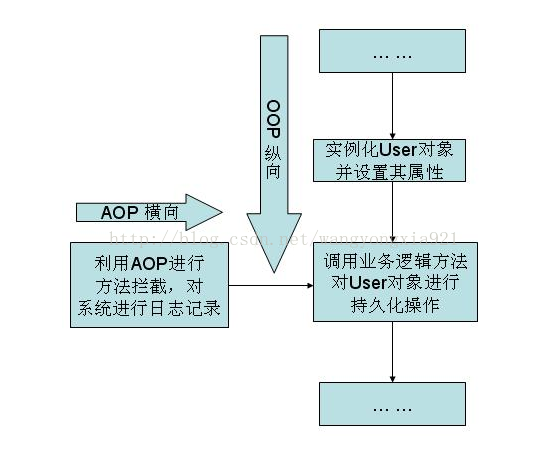 ... ...
OOP 纵向
实例化User对象
并设置其属性
AOP 横向
http://blog.csdn.net/wangyongxia921
利用AOP进行
方法拦截，对
系统进行日志记录
调用业务逻辑方法
对User对象进行
持久化操作
... ...